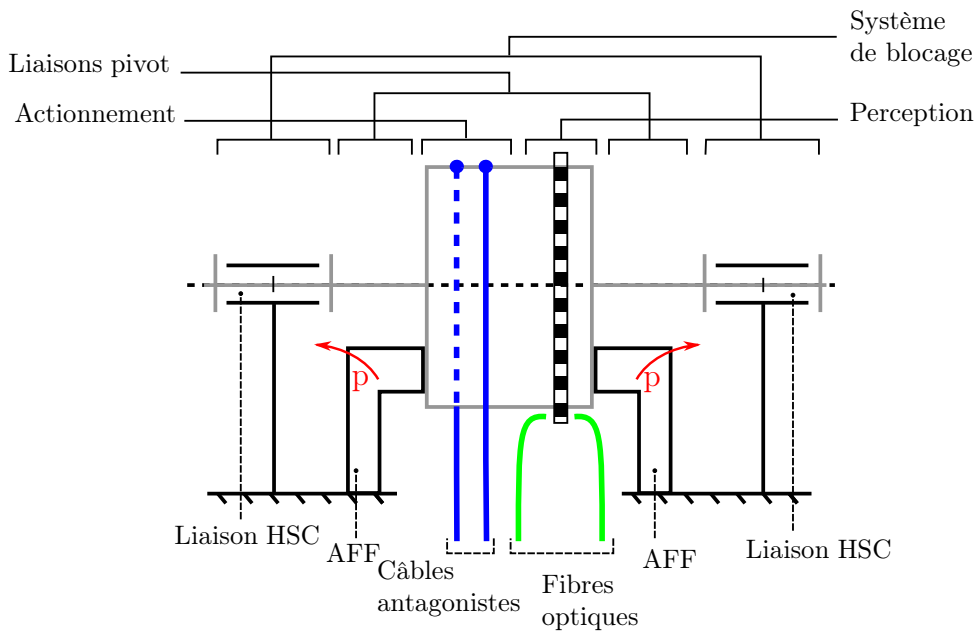 Système
de blocage
Liaisons pivot
Actionnement
Perception
p
p
Liaison HSC
AFF
Câbles
antagonistes
Fibres
optiques
AFF
Liaison HSC